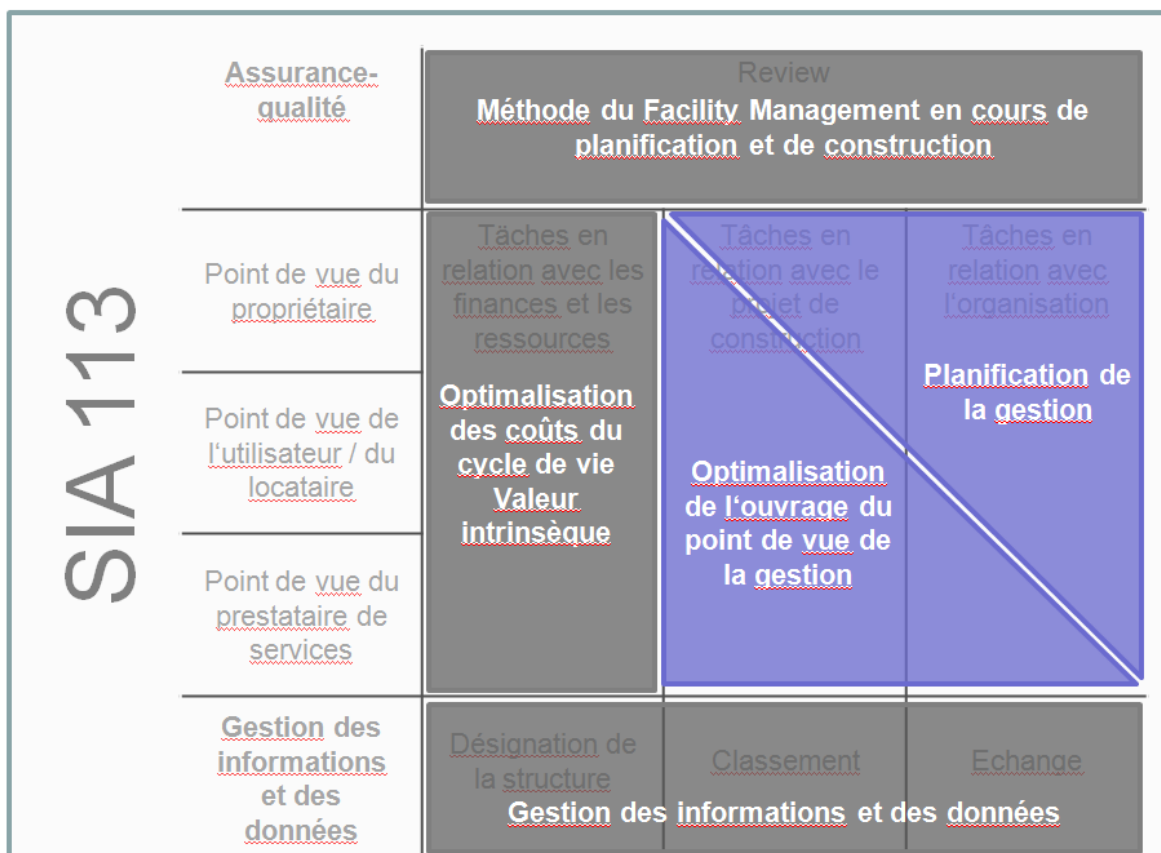 SIA 113
Assurance-
qualité
Review
Méthode du Facility Management en cours de
planification et de construction
Point de vue du
propriétaire
Point de vue de
l'utilisateur / du
locataire
Point de vue du
prestataire de
services
Täches en
relation avec les
finances et les
ressources
Optimalisation
des coûts du
cycle de vie
Valeur
intrinsèque
Tâches en
relation avec le
projet de
construction
Optimalisation
de l'ouvrage du
point de vue de
la gestion
Tâches en
relation avec
l'organisation
Planification de
la gestion
Gestion des
informations
et des
données
Désignation de
la structure
Classement
Echange
Gestion des informations et des données